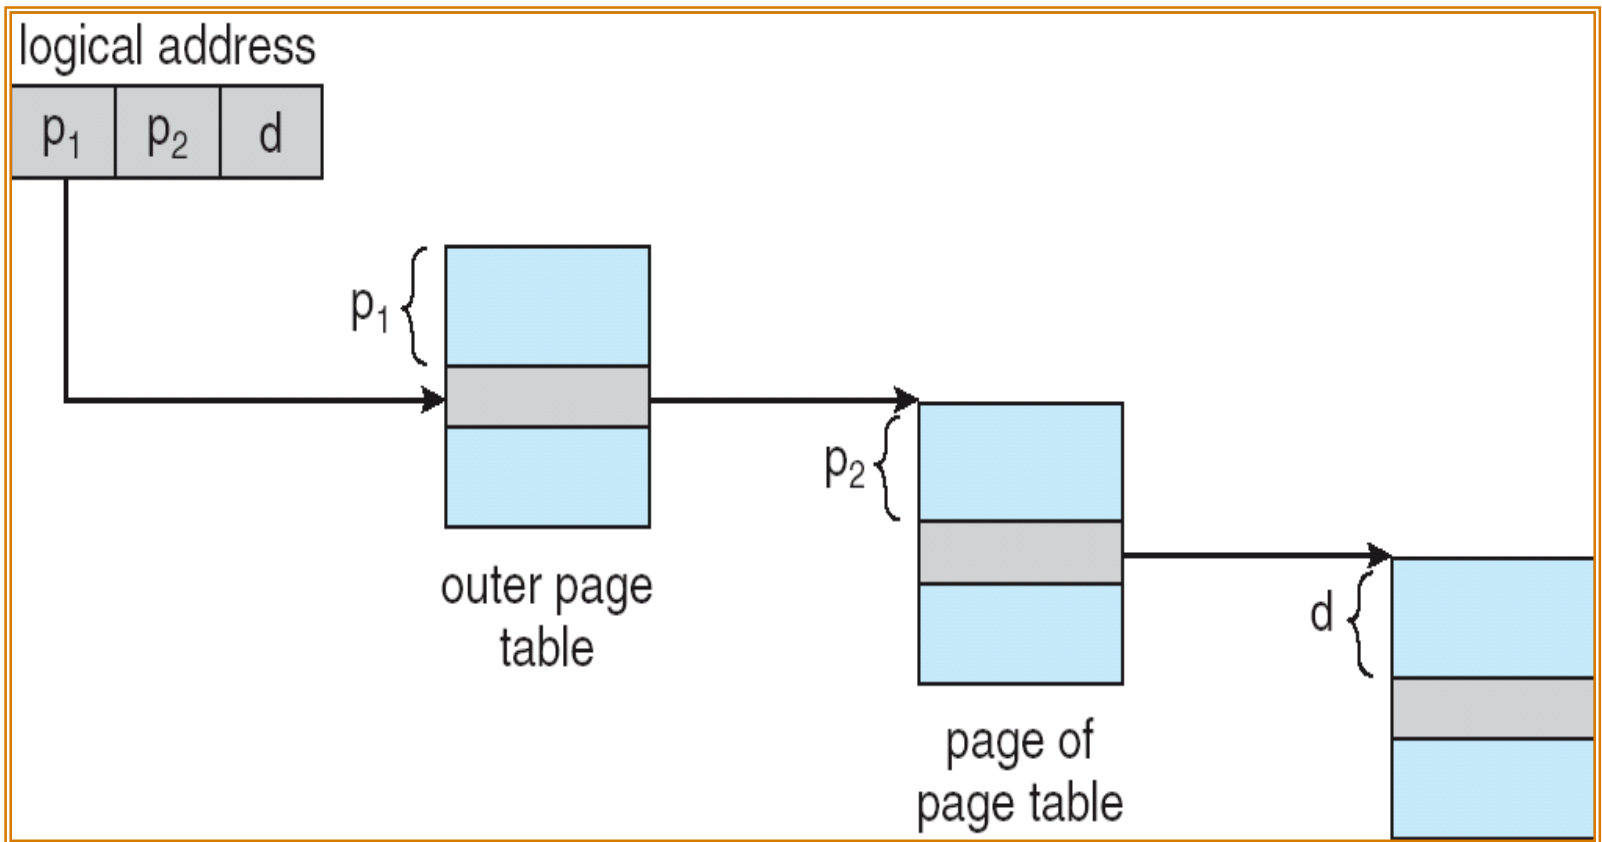 logical address
p₁ p₂ d
p₁
outer page
table
p₂
page of
page table
d